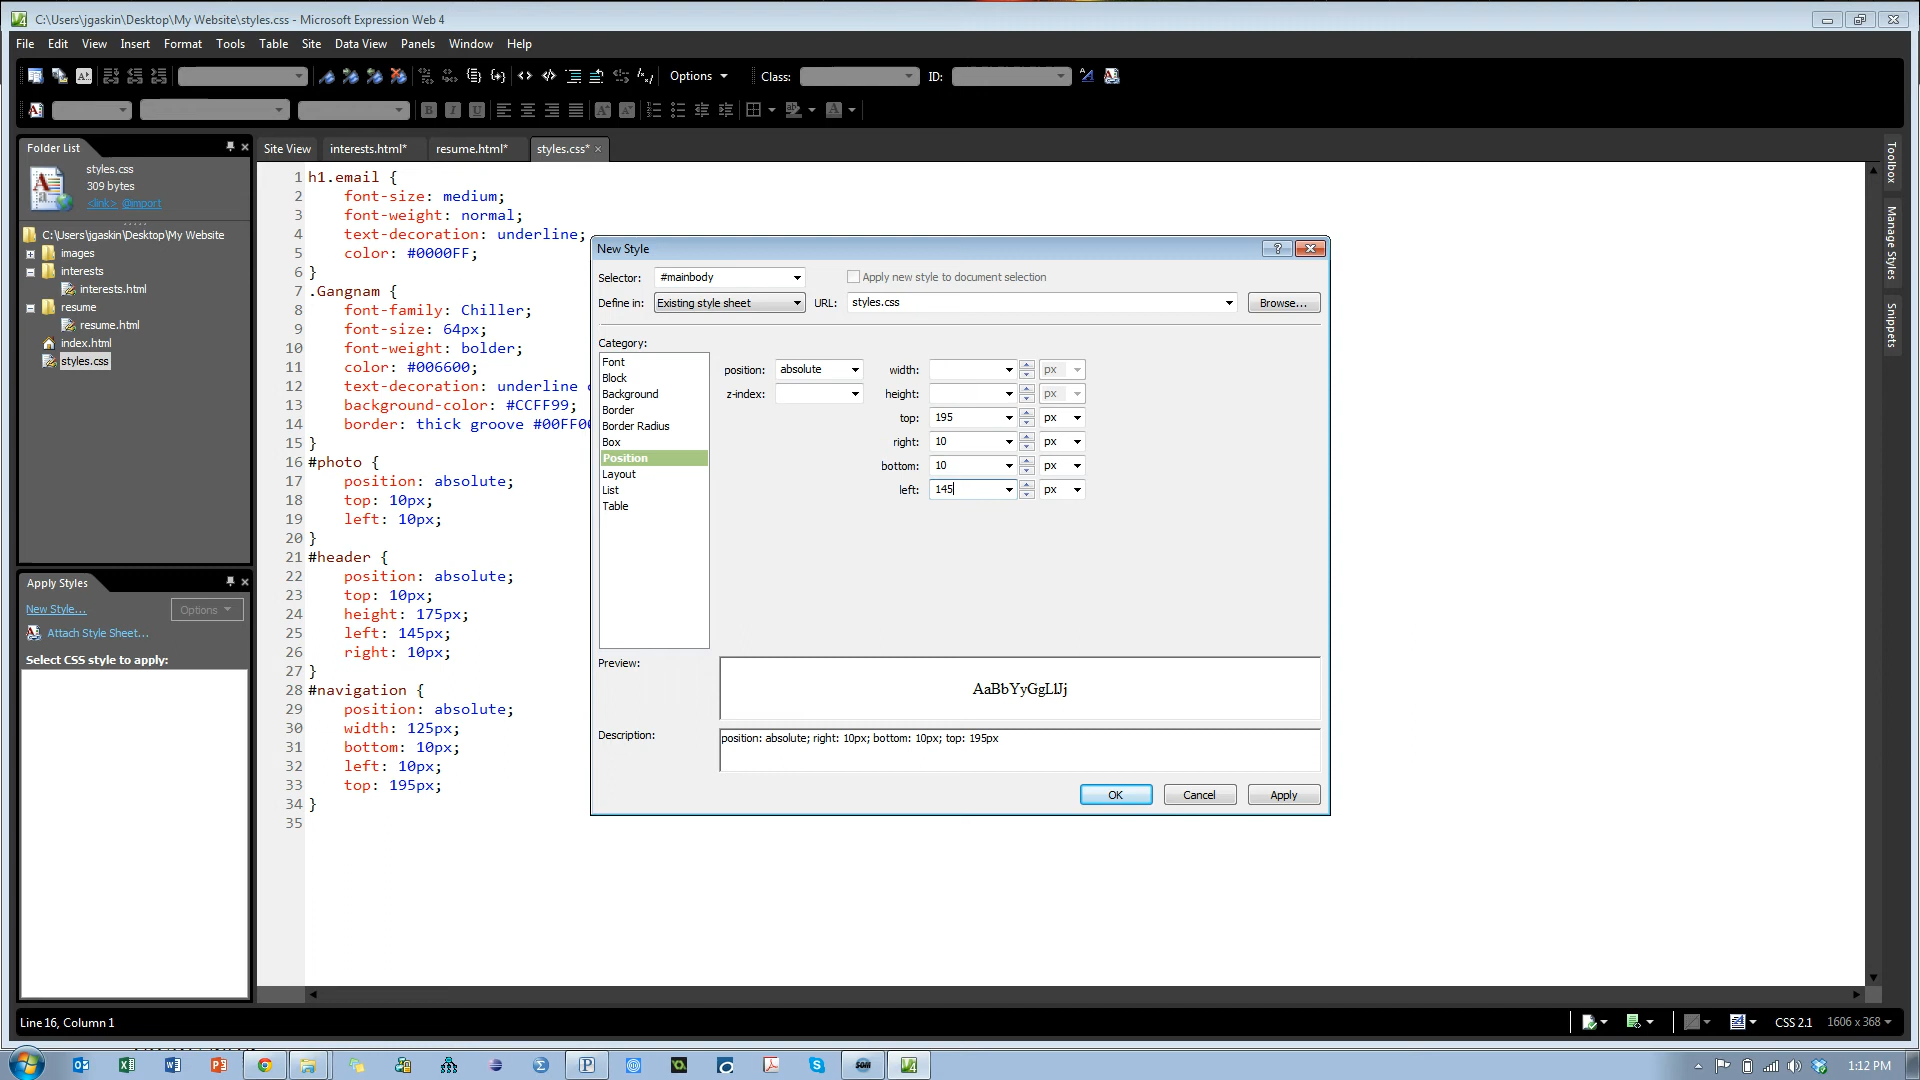 C:\Users\jgaskin\Desktop\My Website\styles.css - Microsoft Expression Web 4
File Edit View Insert Format Tools Table Site Data View Panels Window Help
Options Class: ID:
Folder List
styles.css
309 bytes
<link> @import
C:\Users\jgaskin\Desktop\My Website
images
interests
interests.html
resume
resume.html
index.html
styles.css
Apply Styles
New Style...
Options
Attach Style Sheet...
Select CSS style to apply:
Site View interests.html* resume.html* styles.css*
1 h1.email {
2 font-size: medium;
3 font-weight: normal;
4 text-decoration: underline;
5 color: #0000FF;
6 }
7 .Gangnam {
8 font-family: Chiller;
9 font-size: 64px;
10 font-weight: bolder;
11 color: #006600;
12 text-decoration: underline
13 background-color: #CCFF99;
14 border: thick groove #00FF00
15 }
16 #photo {
17 position: absolute;
18 top: 10px;
19 left: 10px;
20 }
21 #header {
22 position: absolute;
23 top: 10px;
24 height: 175px;
25 left: 145px;
26 right: 10px;
27 }
28 #navigation {
29 position: absolute;
30 width: 125px;
31 bottom: 10px;
32 left: 10px;
33 top: 195px;
34 }
35
New Style
Selector: #mainbody Apply new style to document selection
Define in: Existing style sheet URL: styles.css Browse...
Category:
Font
Block
Background
Border
Border Radius
Box
Position
Layout
List
Table
position: absolute width: px
z-index: height: px
top: 195 px
right: 10 px
bottom: 10 px
left: 145 px
Preview:
AaBbYyGgLlJj
Description:
position: absolute; right: 10px; bottom: 10px; top: 195px
OK Cancel Apply
Toolbox
Manage Styles
Snippets
Line 16, Column 1
CSS 2.1 1606 x 368
1:12 PM